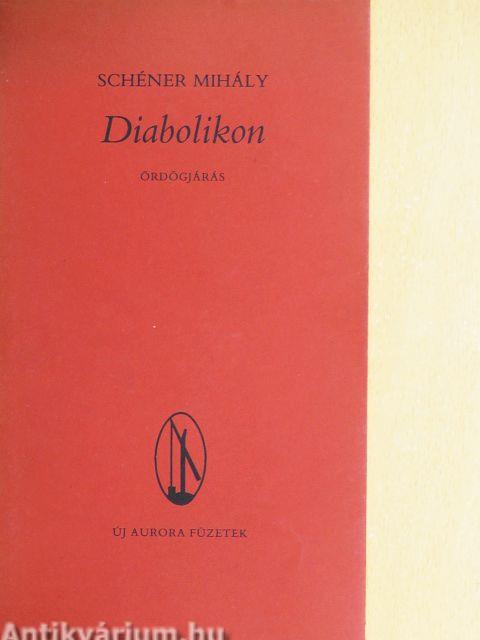 SCHÉNER MIHÁLY
Diabolikon
ÖRDÖGJÁRÁS
ÚJ AURORA FÜZETEK
Antikvárium.hu